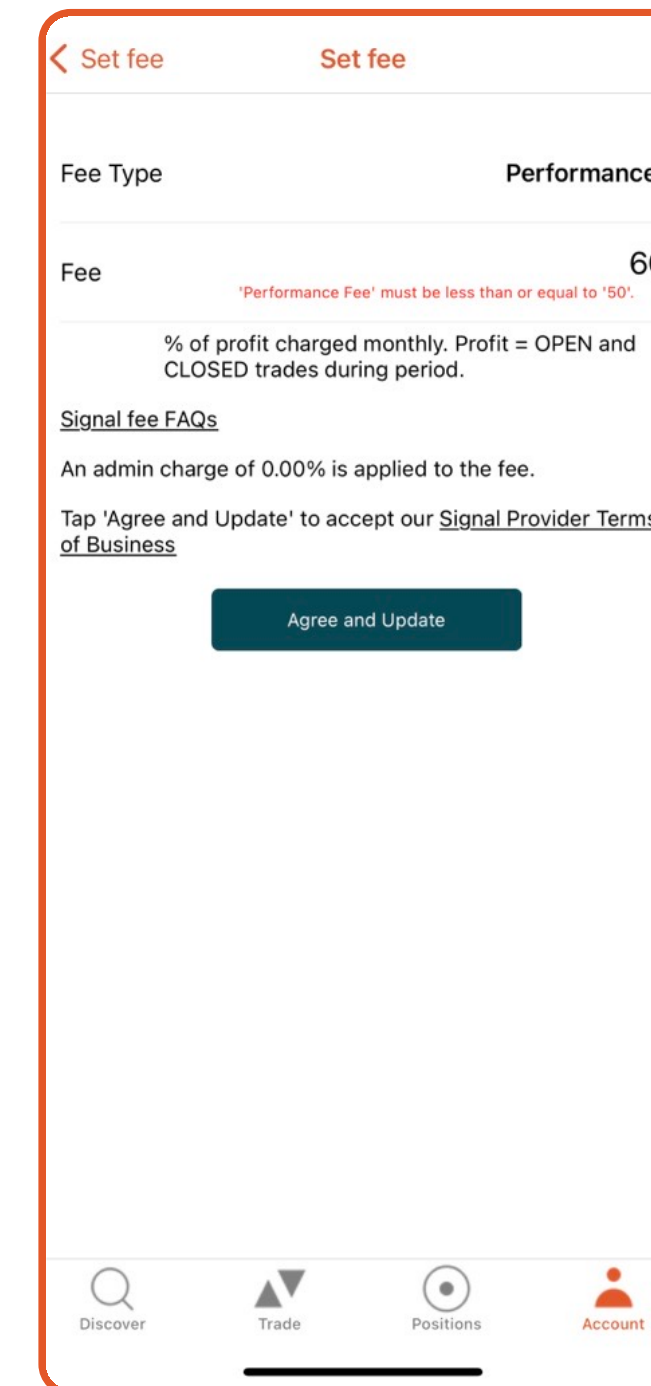 Set fee
Set fee
Fee Type
Performance
Fee
60
'Performance Fee' must be less than or equal to '50'.
% of profit charged monthly. Profit = OPEN and
CLOSED trades during period.
Signal fee FAQs
An admin charge of 0.00% is applied to the fee.
Tap 'Agree and Update' to accept our Signal Provider Terms
of Business
Agree and Update
Discover
Trade
Positions
Account